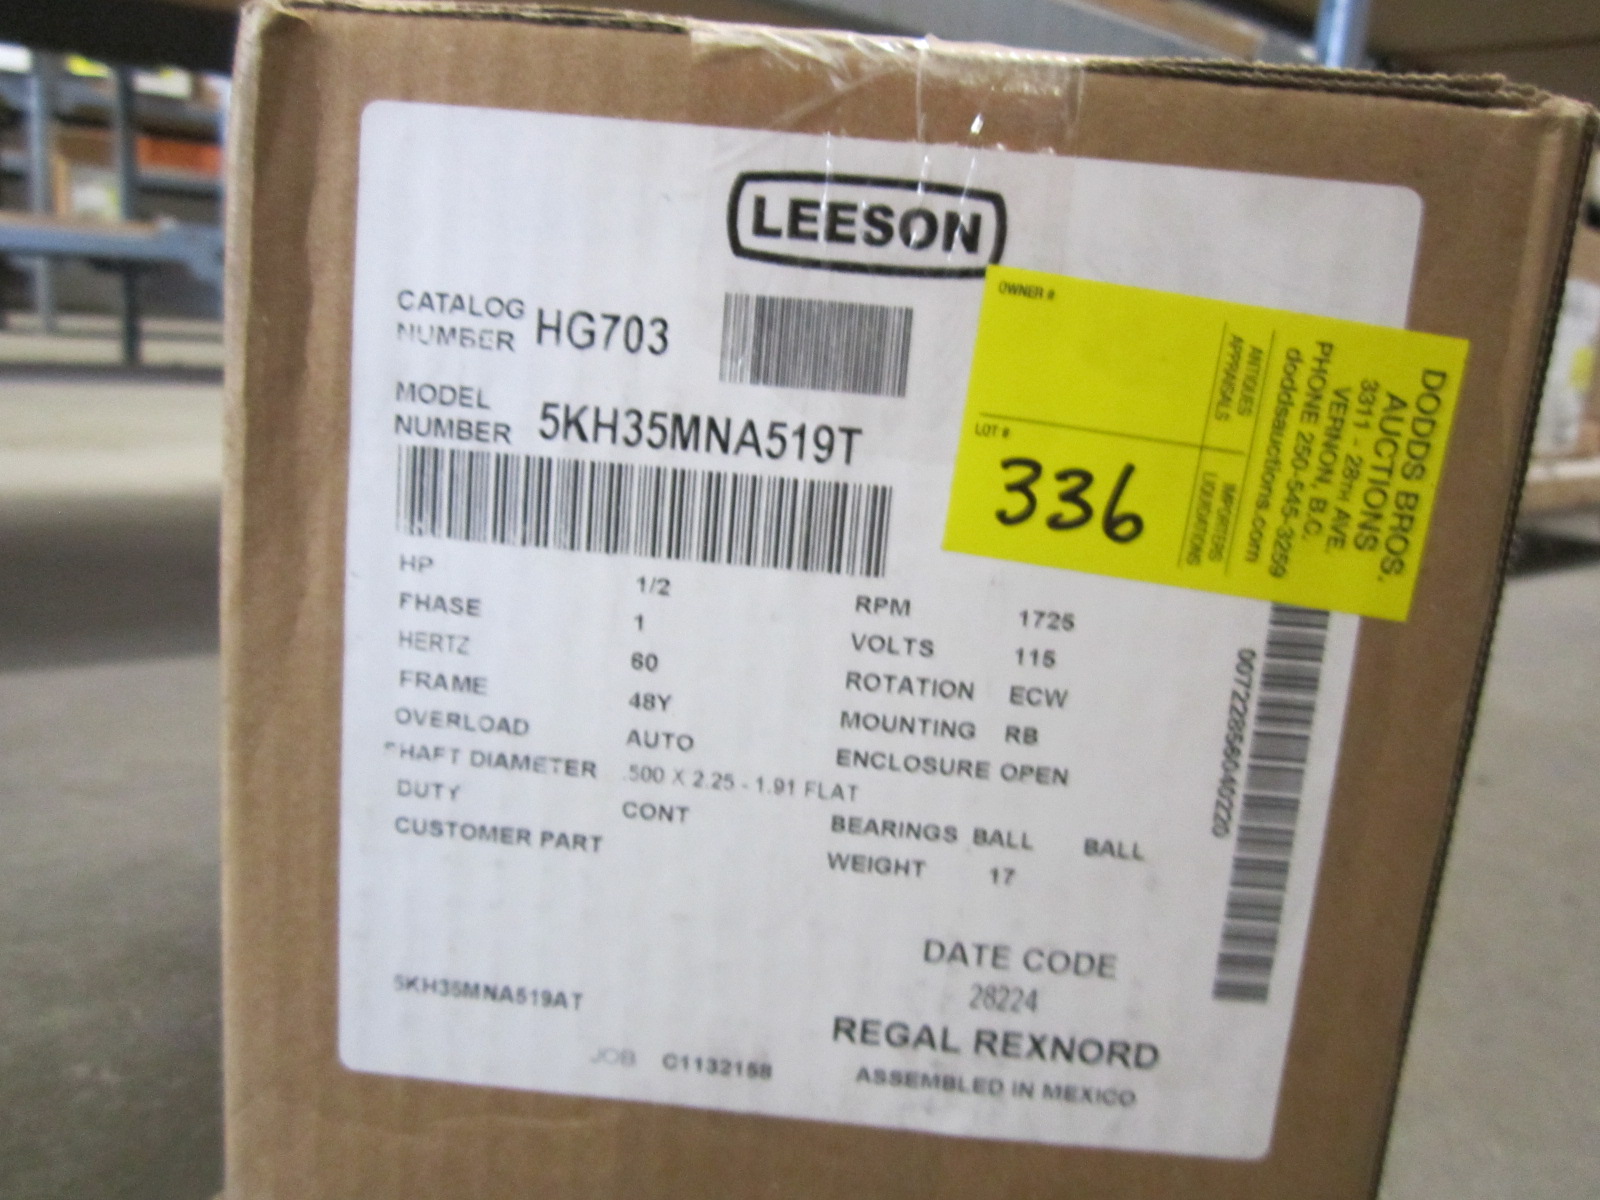 LEESON
CATALOG NUMBER HG703
MODEL NUMBER 5KH35MNA519T
HP 1/2
PHASE 1
HERTZ 60
FRAME 48Y
OVERLOAD AUTO
SHAFT DIAMETER .500 X 2.25 - 1.91 FLAT
DUTY CONT
CUSTOMER PART
RPM 1725
VOLTS 115
ROTATION ECW
MOUNTING RB
ENCLOSURE OPEN
BEARINGS BALL BALL
WEIGHT 17
DATE CODE
28224
REGAL REXNORD
ASSEMBLED IN MEXICO
5KH35MNA519AT
JOB C1132158
OWNER #
LOT #
336
DODDS BROS.
AUCTIONS
3311 - 28TH AVE.
VERNON, B.C.
PHONE 250-545-3259
doddsauctions.com
ANTIQUES
APPRAISALS
IMPORTERS
LIQUIDATIONS